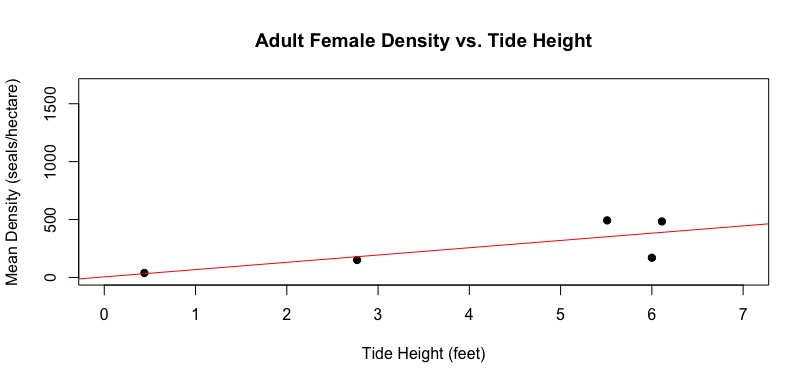 Adult Female Density vs. Tide Height
Mean Density (seals/hectare)
1500
1000
500
0
0 1 2 3 4 5 6 7
Tide Height (feet)